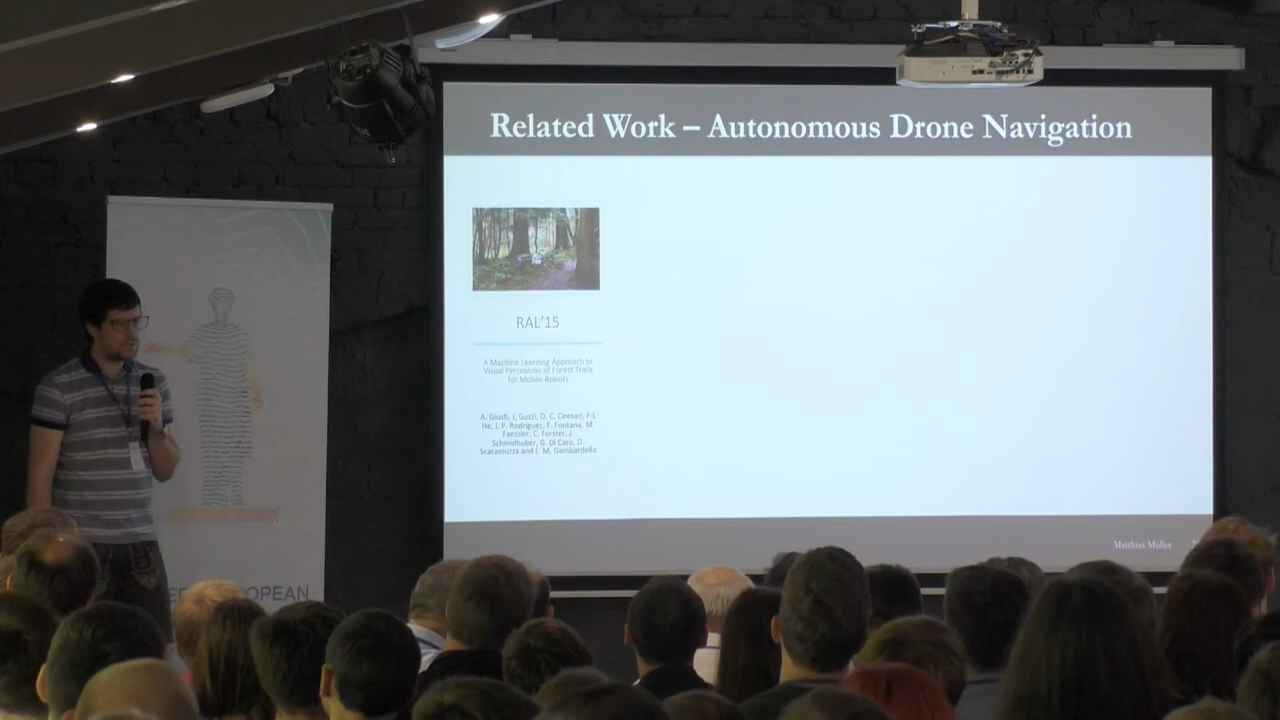 Related Work – Autonomous Drone Navigation
RAL'15
A Machine Learning Approach to
Visual Perception of Forest Trails
for Mobile Robots
A. Giusti, J. Guzzi, D. C. Ciresan, F-L
He, J. P. Rodriguez, F. Fontana, M.
Faessler, C. Forster, J.
Schmidhuber, G. Di Caro, D.
Scaramuzza and L. M. Gambardella
Matthias Müller